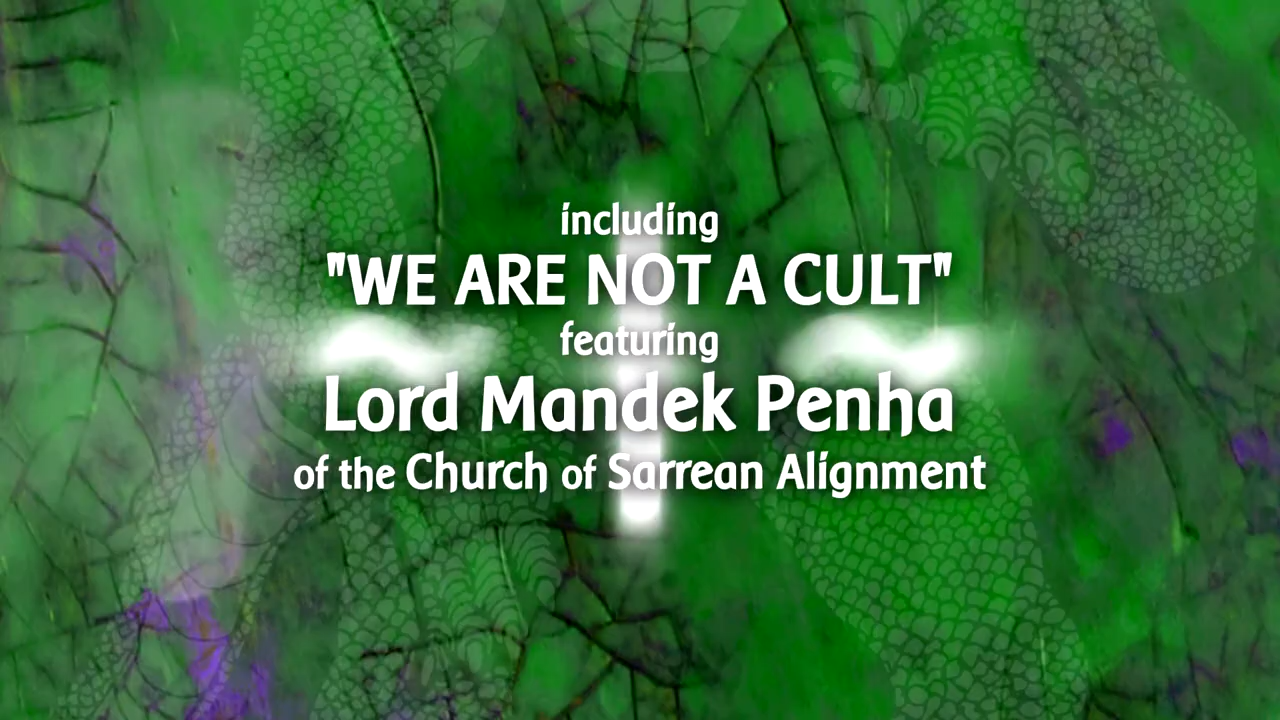 including
"WE ARE NOT A CULT"
featuring
Lord Mandek Penha
of the Church of Sarrean Alignment